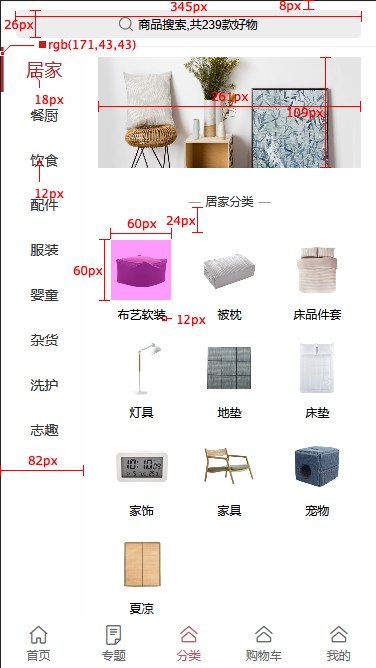 345px
8px
26px
商品搜索,共239款好物
rgb(171,43,43)
居家
18px
餐厨
饮食
12px
配件
服装
婴童
杂货
洗护
志趣
82px
261px
109px
— 居家分类 —
24px
60px
60px
布艺软装
被枕
床品件套
12px
灯具
地垫
床垫
10:10
家饰
家具
宠物
夏凉
首页
专题
分类
购物车
我的